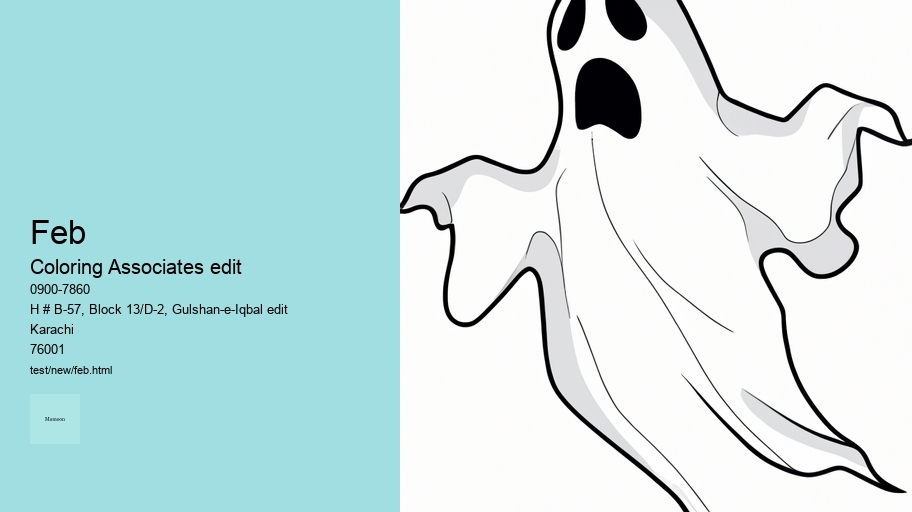 Feb
Coloring Associates edit
0900-7860
H # B-57, Block 13/D-2, Gulshan-e-Iqbal edit
Karachi
76001
test/new/feb.html